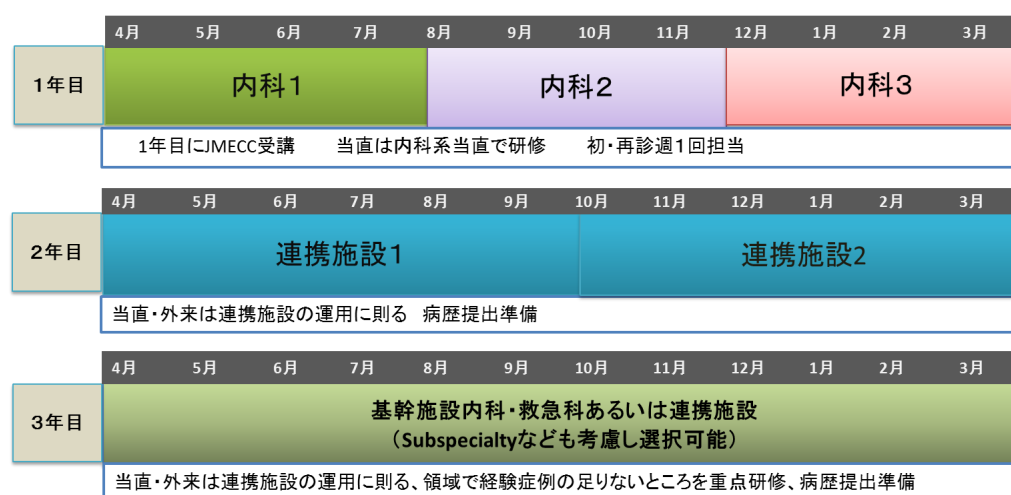 4月 5月 6月 7月 8月 9月 10月 11月 12月 1月 2月 3月
1年目 内科1 内科2 内科3
1年目にJMECC受講 当直は内科系当直で研修 初・再診週1回担当
4月 5月 6月 7月 8月 9月 10月 11月 12月 1月 2月 3月
2年目 連携施設1 連携施設2
当直・外来は連携施設の運用に則る 病歴提出準備
4月 5月 6月 7月 8月 9月 10月 11月 12月 1月 2月 3月
3年目
基幹施設内科・救急科あるいは連携施設
（Subspecialtyなども考慮し選択可能）
当直・外来は連携施設の運用に則る、領域で経験症例の足りないところを重点研修、病歴提出準備